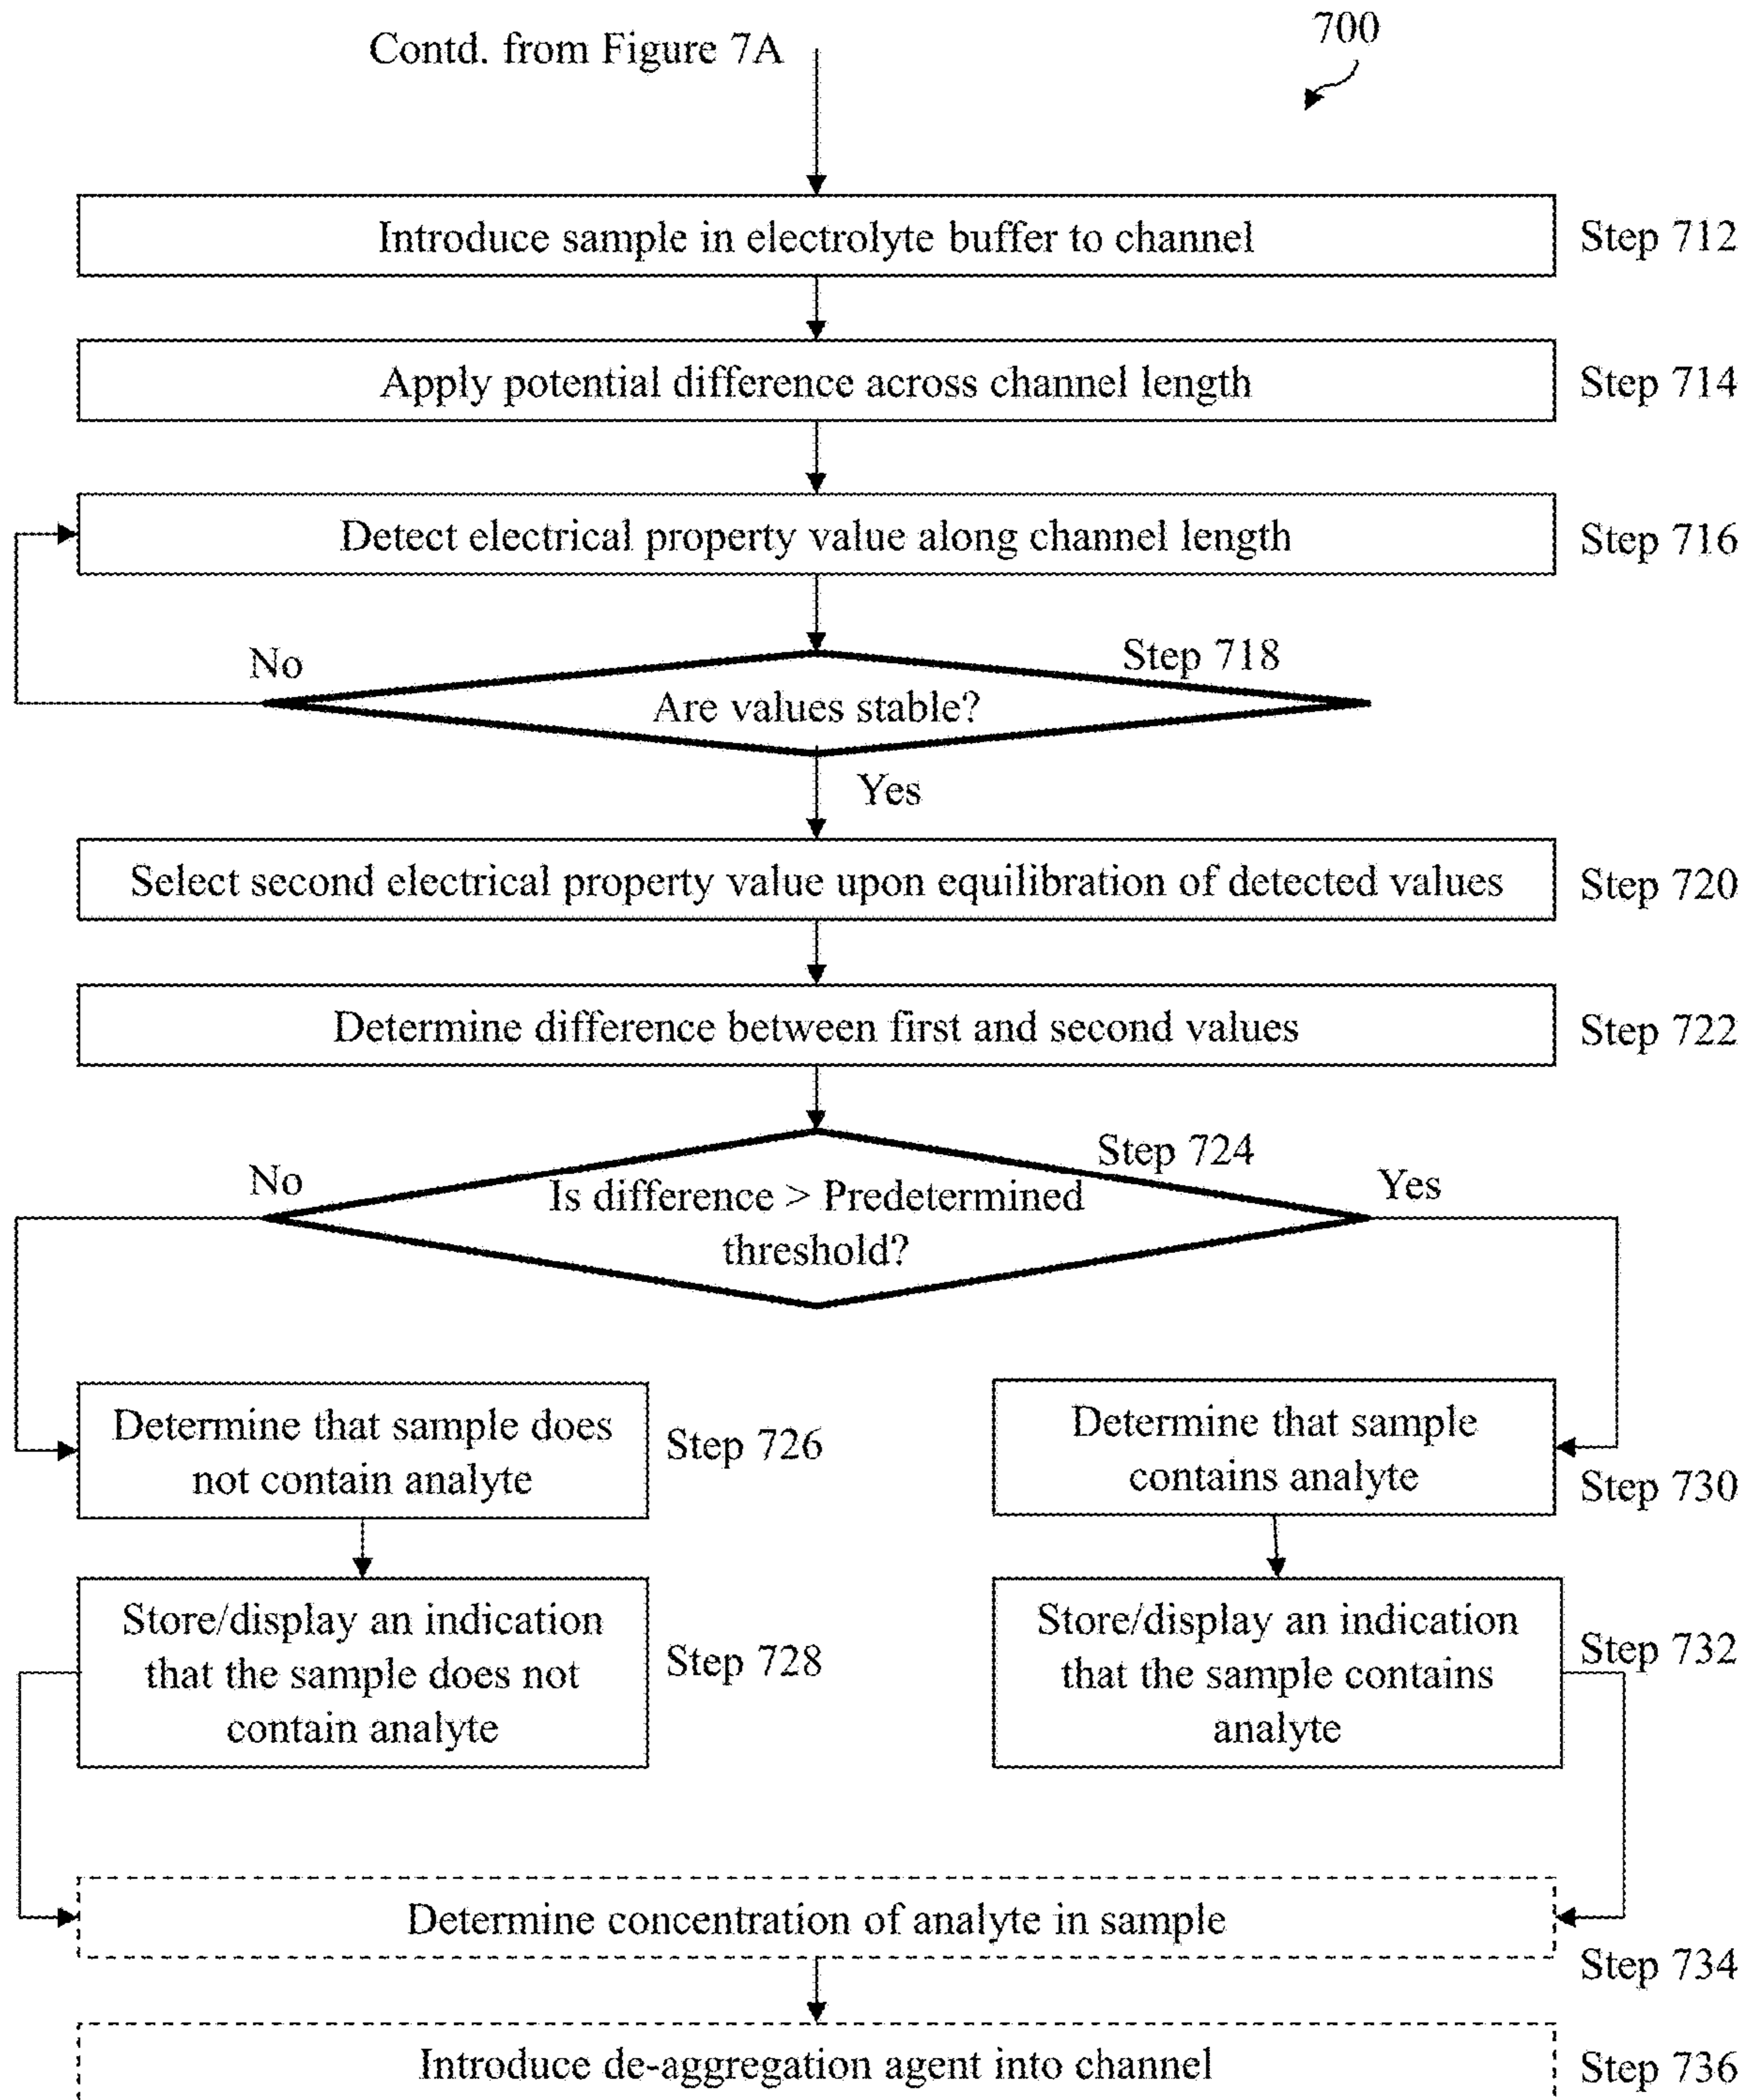 Contd. from Figure 7A
700
Introduce sample in electrolyte buffer to channel
Step 712
Apply potential difference across channel length
Step 714
Detect electrical property value along channel length
Step 716
No
Step 718
Are values stable?
Yes
Select second electrical property value upon equilibration of detected values
Step 720
Determine difference between first and second values
Step 722
No
Step 724
Yes
Is difference > Predetermined
threshold?
Determine that sample does
not contain analyte
Step 726
Determine that sample
contains analyte
Step 730
Store/display an indication
that the sample does not
contain analyte
Step 728
Store/display an indication
that the sample contains
analyte
Step 732
Determine concentration of analyte in sample
Step 734
Introduce de-aggregation agent into channel
Step 736